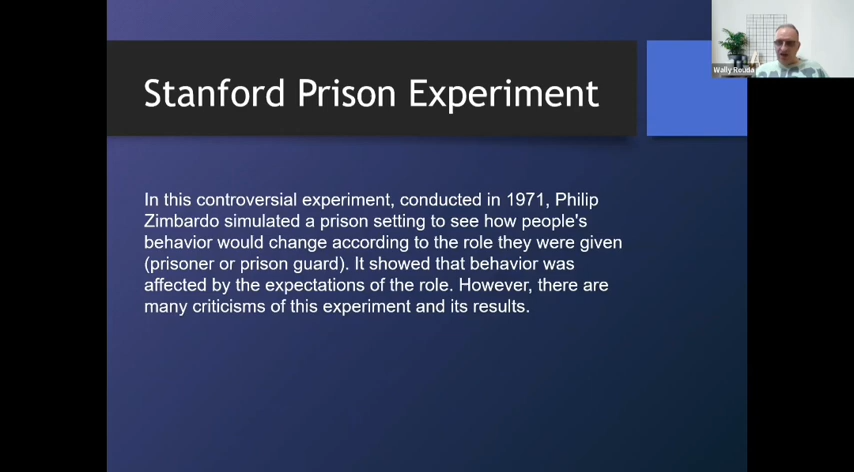 Stanford Prison Experiment
Wally Rouda
In this controversial experiment, conducted in 1971, Philip
Zimbardo simulated a prison setting to see how people's
behavior would change according to the role they were given
(prisoner or prison guard). It showed that behavior was
affected by the expectations of the role. However, there are
many criticisms of this experiment and its results.